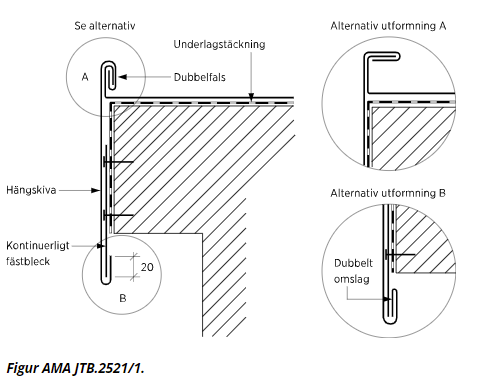 Se alternativ
Underlagstäckning
A
Dubbelfals
Hängskiva
Kontinuerligt
fästbleck
20
B
Alternativ utformning A
Alternativ utformning B
Dubbelt
omslag
Figur AMA JTB.2521/1.